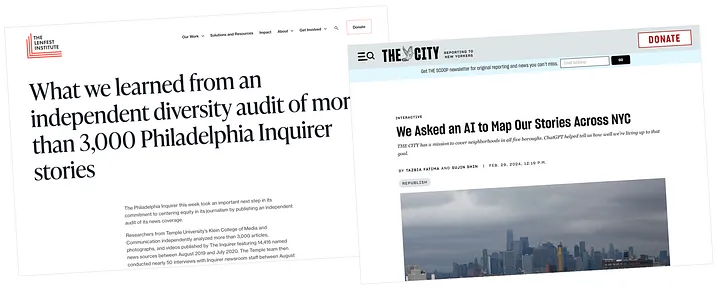 THE
LENFEST
INSTITUTE
Our Work
Solutions and Resources
Impact
About
Get Involved
Donate
What we learned from an
independent diversity audit of mor
than 3,000 Philadelphia Inquirer
stories
The Philadelphia Inquirer this week took an important next step in its
commitment to centering equity in its journalism by publishing an independent
audit of its news coverage.
Researchers from Temple University's Klein College of Media and
Communication independently analyzed more than 3,000 articles,
photographs, and videos published by The Inquirer featuring 14,416 named
news sources between August 2019 and July 2020. The Temple team then
conducted nearly 50 interviews with Inquirer newsroom staff between August
THE CITY
REPORTING TO
NEW YORKERS
DONATE
Get THE SCOOP newsletter for original reporting and news you can't miss.
GO
INTERACTIVE
We Asked an AI to Map Our Stories Across NYC
THE CITY has a mission to cover neighborhoods in all five boroughs. ChatGPT helped tell us how well we're living up to that
goal.
BY TAZBIA FATIMA AND SUJIN SHIN | FEB. 20, 2024, 12:19 P.M.
REPUBLISH